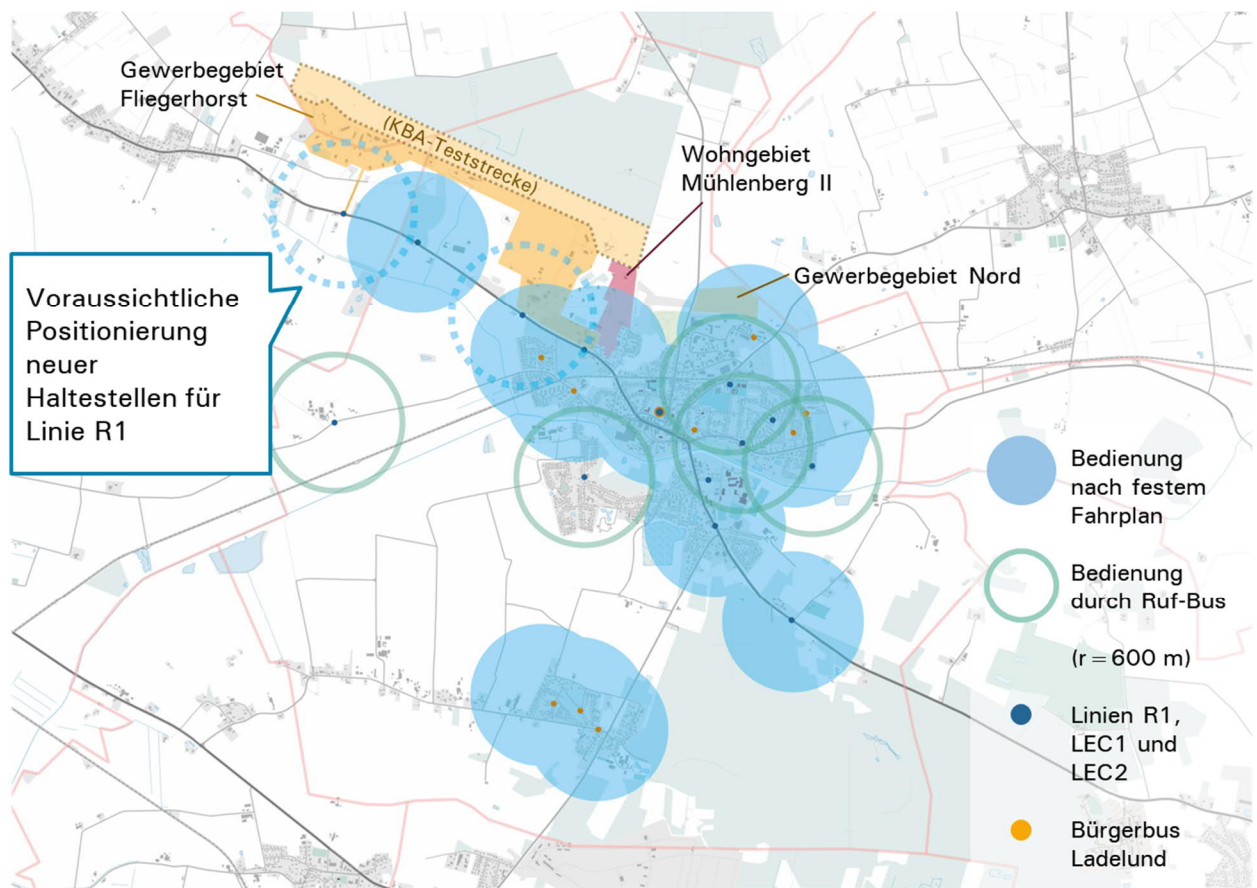 Gewerbegebiet
Fliegerhorst
(KBA-Teststrecke)
Wohngebiet
Mühlenberg II
Gewerbegebiet Nord
Voraussichtliche
Positionierung
neuer
Haltestellen für
Linie R1
Bedienung
nach festem
Fahrplan
Bedienung
durch Ruf-Bus
(r = 600 m)
Linien R1,
LEC1 und
LEC2
Bürgerbus
Ladelund